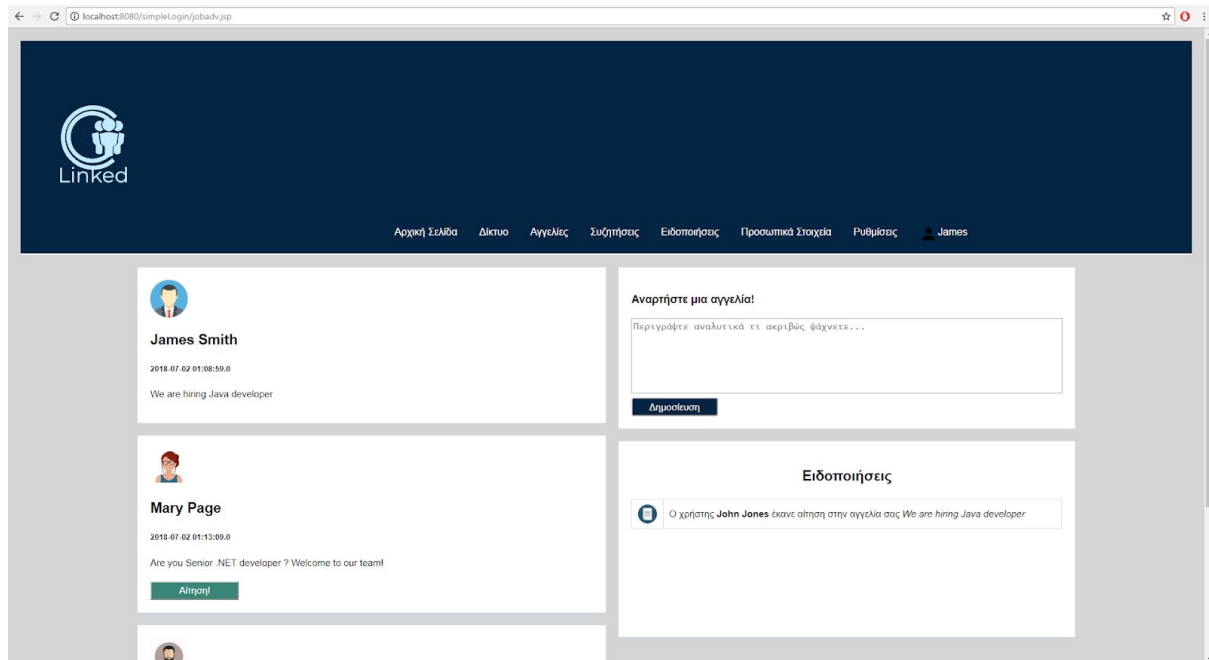 localhost:8080/simpleLogin/jobadv.jsp
Linked
Αρχική Σελίδα Δίκτυο Αγγελίες Συζητήσεις Ειδοποιήσεις Προσωπικά Στοιχεία Ρυθμίσεις James
James Smith
2018-07-02 01:08:59.0
We are hiring Java developer
Mary Page
2018-07-02 01:13:09.0
Are you Senior .NET developer ? Welcome to our team!
Αίτηση!
Αναρτήστε μια αγγελία!
Περιγράψτε αναλυτικά τι ακριβώς ψάχνετε...
Δημοσίευση
Ειδοποιήσεις
Ο χρήστης John Jones έκανε αίτηση στην αγγελία σας We are hiring Java developer